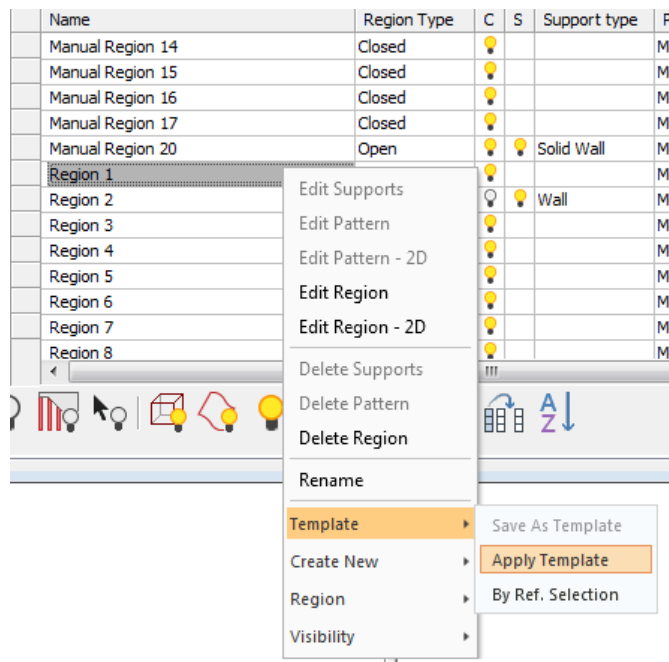 Name Region Type C S Support type
Manual Region 14 Closed M
Manual Region 15 Closed M
Manual Region 16 Closed M
Manual Region 17 Closed M
Manual Region 20 Open Solid Wall M
Region 1 M
Region 2 Wall M
Region 3 M
Region 4 M
Region 5 M
Region 6 M
Region 7 M
Region 8 M
Edit Supports
Edit Pattern
Edit Pattern - 2D
Edit Region
Edit Region - 2D
Delete Supports
Delete Pattern
Delete Region
Rename
Template
Create New
Region
Visibility
Save As Template
Apply Template
By Ref. Selection
A
Z